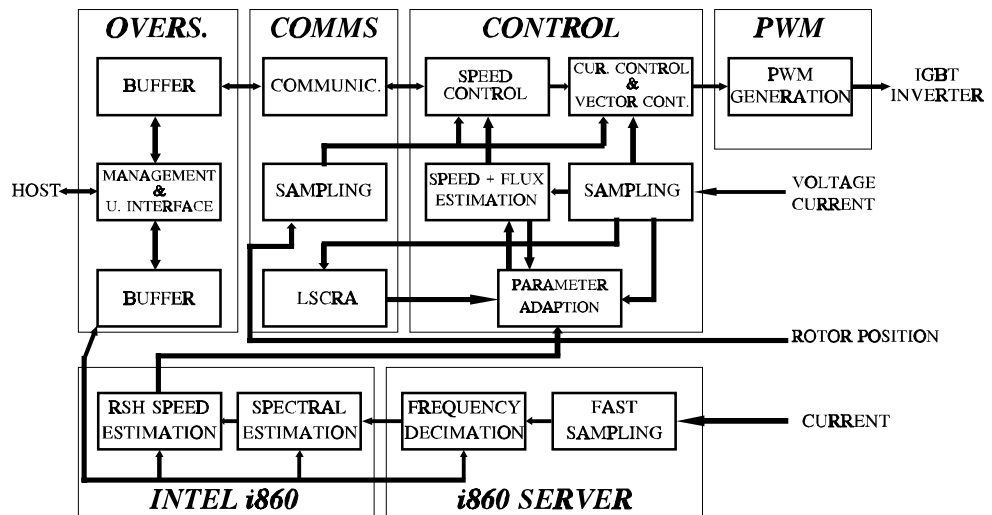 OVERS.
COMMS
CONTROL
PWM
BUFFER
COMMUNIC.
SPEED
CONTROL
CUR. CONTROL
&
VECTOR CONT.
PWM
GENERATION
IGBT
INVERTER
HOST
MANAGEMENT
&
U. INTERFACE
SAMPLING
SPEED + FLUX
ESTIMATION
SAMPLING
VOLTAGE
CURRENT
BUFFER
LSCRA
PARAMETER
ADAPTION
ROTOR POSITION
RSH SPEED
ESTIMATION
SPECTRAL
ESTIMATION
FREQUENCY
DECIMATION
FAST
SAMPLING
CURRENT
INTEL i860
i860 SERVER